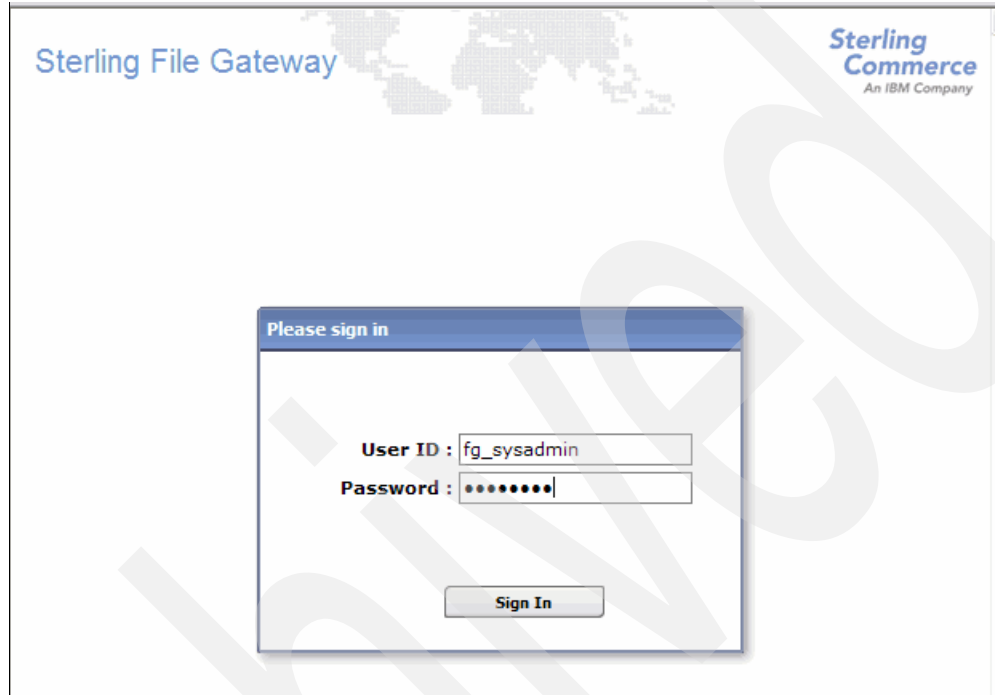 Sterling File Gateway
Sterling
Commerce
An IBM Company
Please sign in
User ID : fg_sysadmin
Password : ••••••••
Sign In